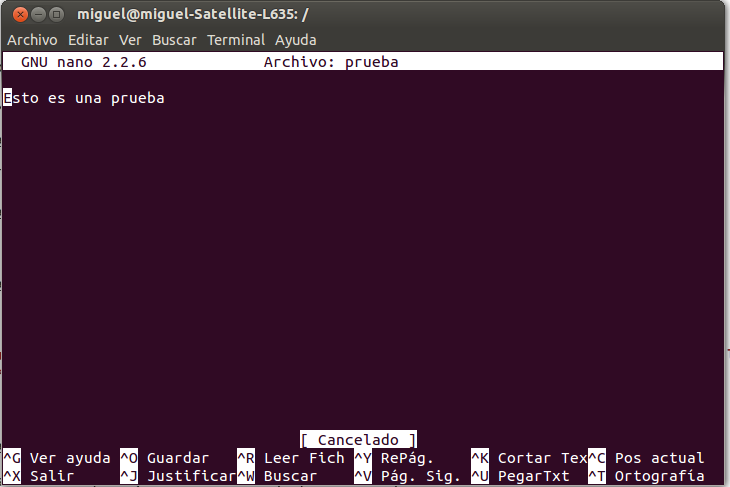 miguel@miguel-Satellite-L635: /
Archivo Editar Ver Buscar Terminal Ayuda
GNU nano 2.2.6 Archivo: prueba
Esto es una prueba
[ Cancelado ]
^G Ver ayuda ^O Guardar ^R Leer Fich ^Y RePág. ^K Cortar Tex^C Pos actual
^X Salir ^J Justificar^W Buscar ^V Pág. Sig. ^U PegarTxt ^T Ortografía